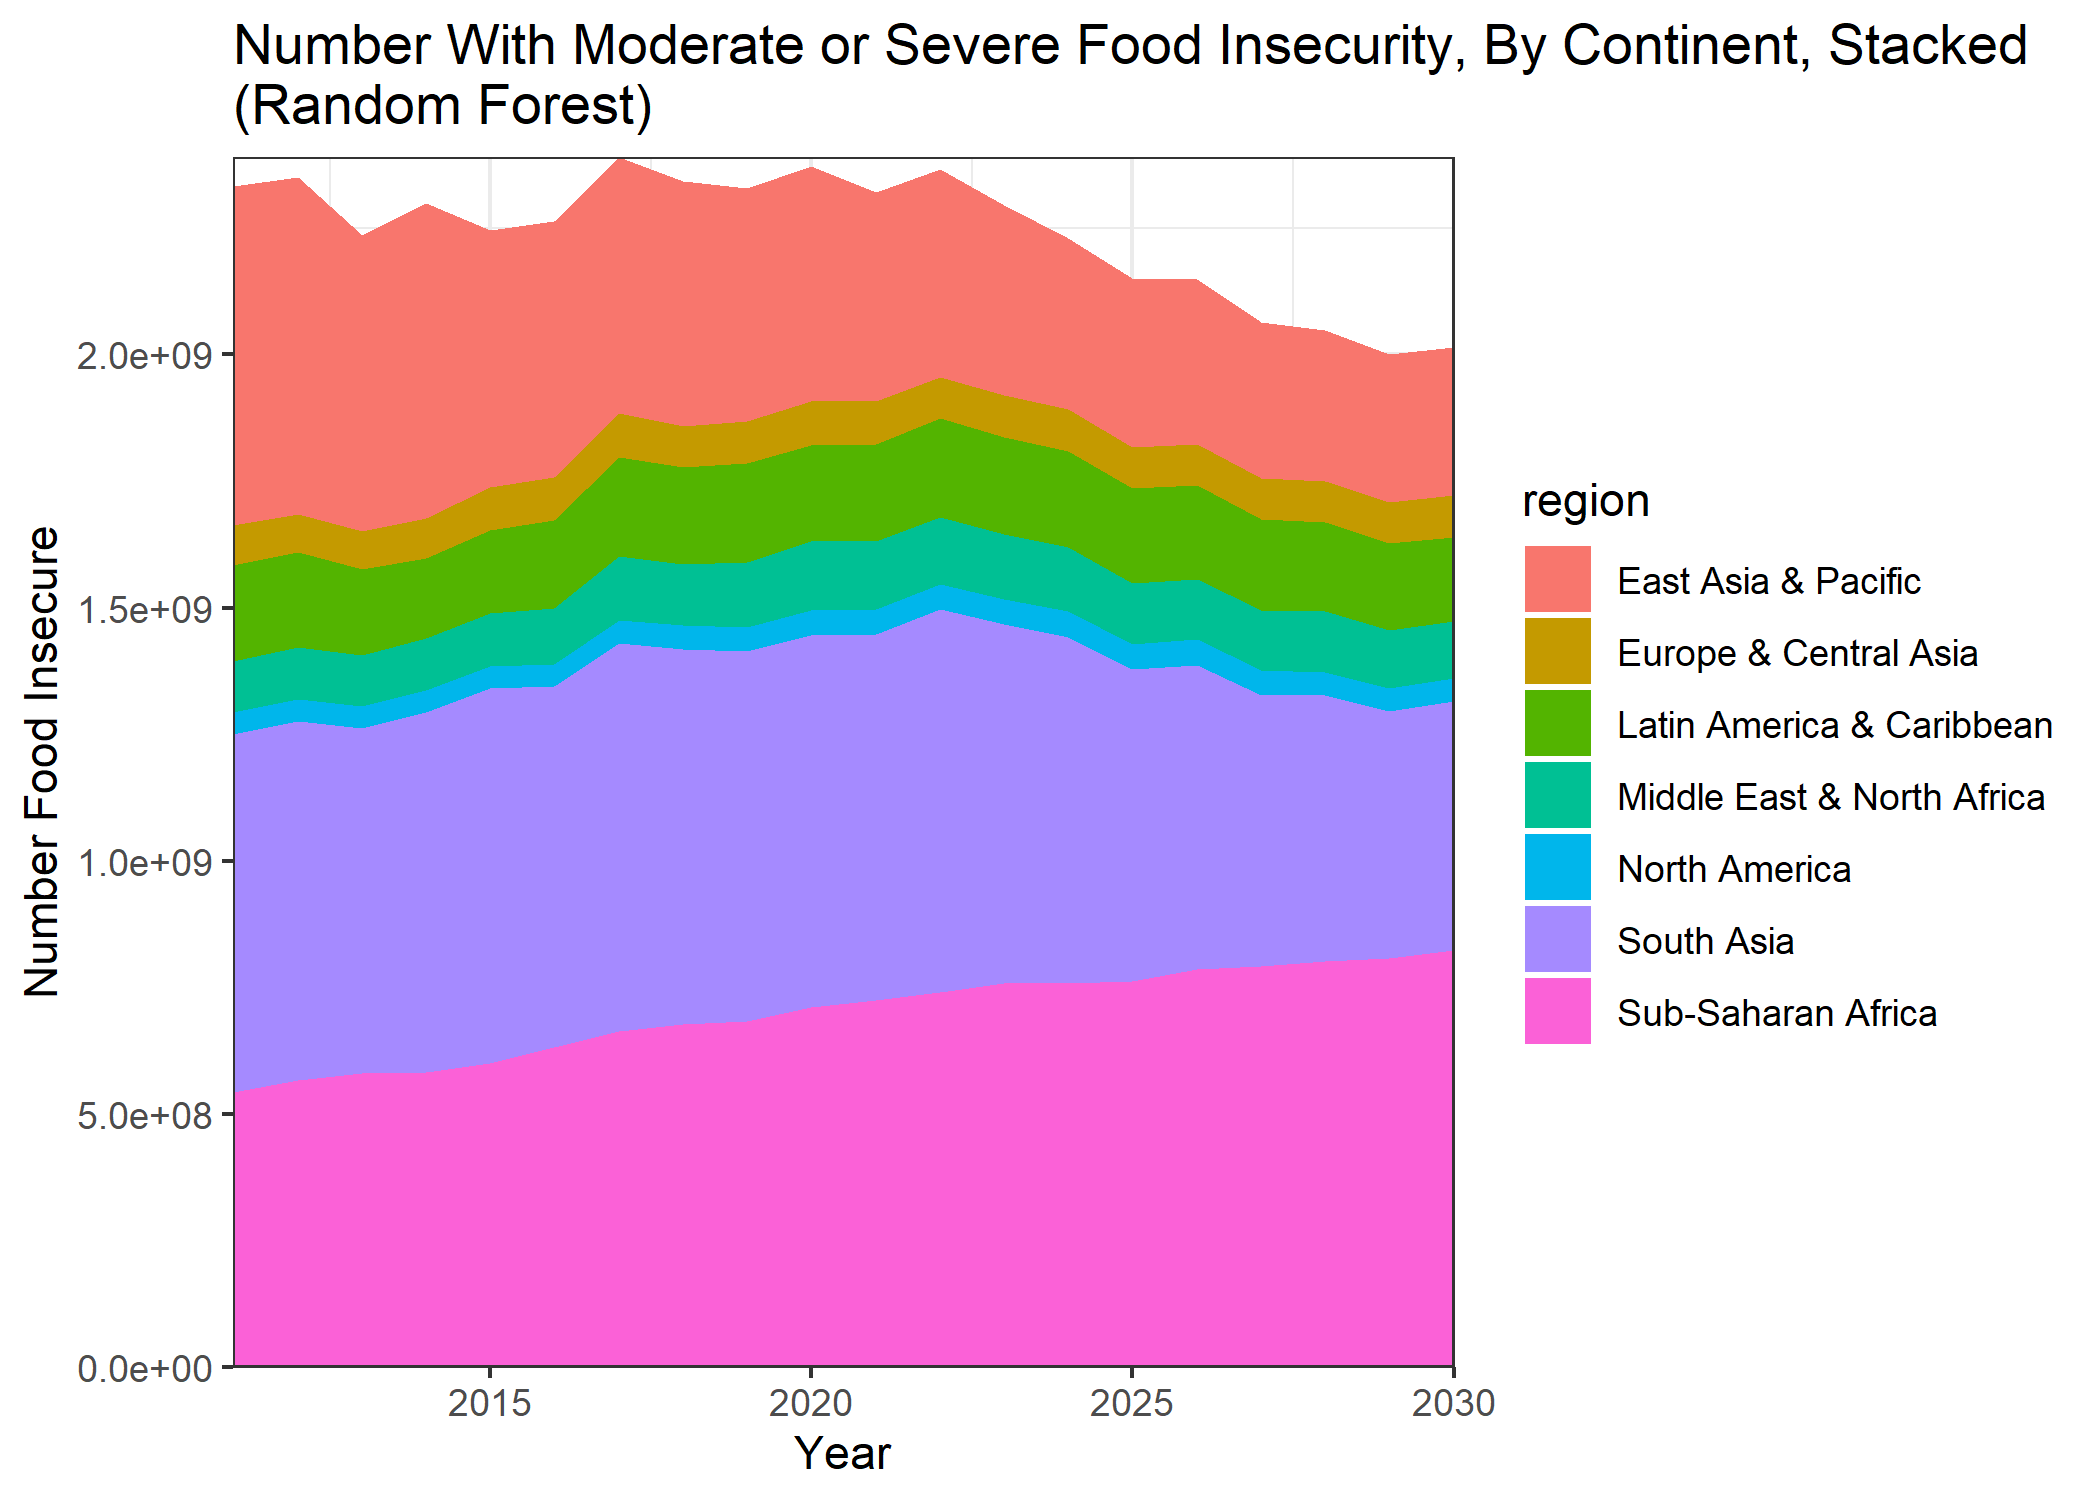 Number With Moderate or Severe Food Insecurity, By Continent, Stacked
(Random Forest)
Number Food Insecure
2.0e+09
1.5e+09
1.0e+09
5.0e+08
0.0e+00
2015
2020
2025
2030
Year
region
East Asia & Pacific
Europe & Central Asia
Latin America & Caribbean
Middle East & North Africa
North America
South Asia
Sub-Saharan Africa